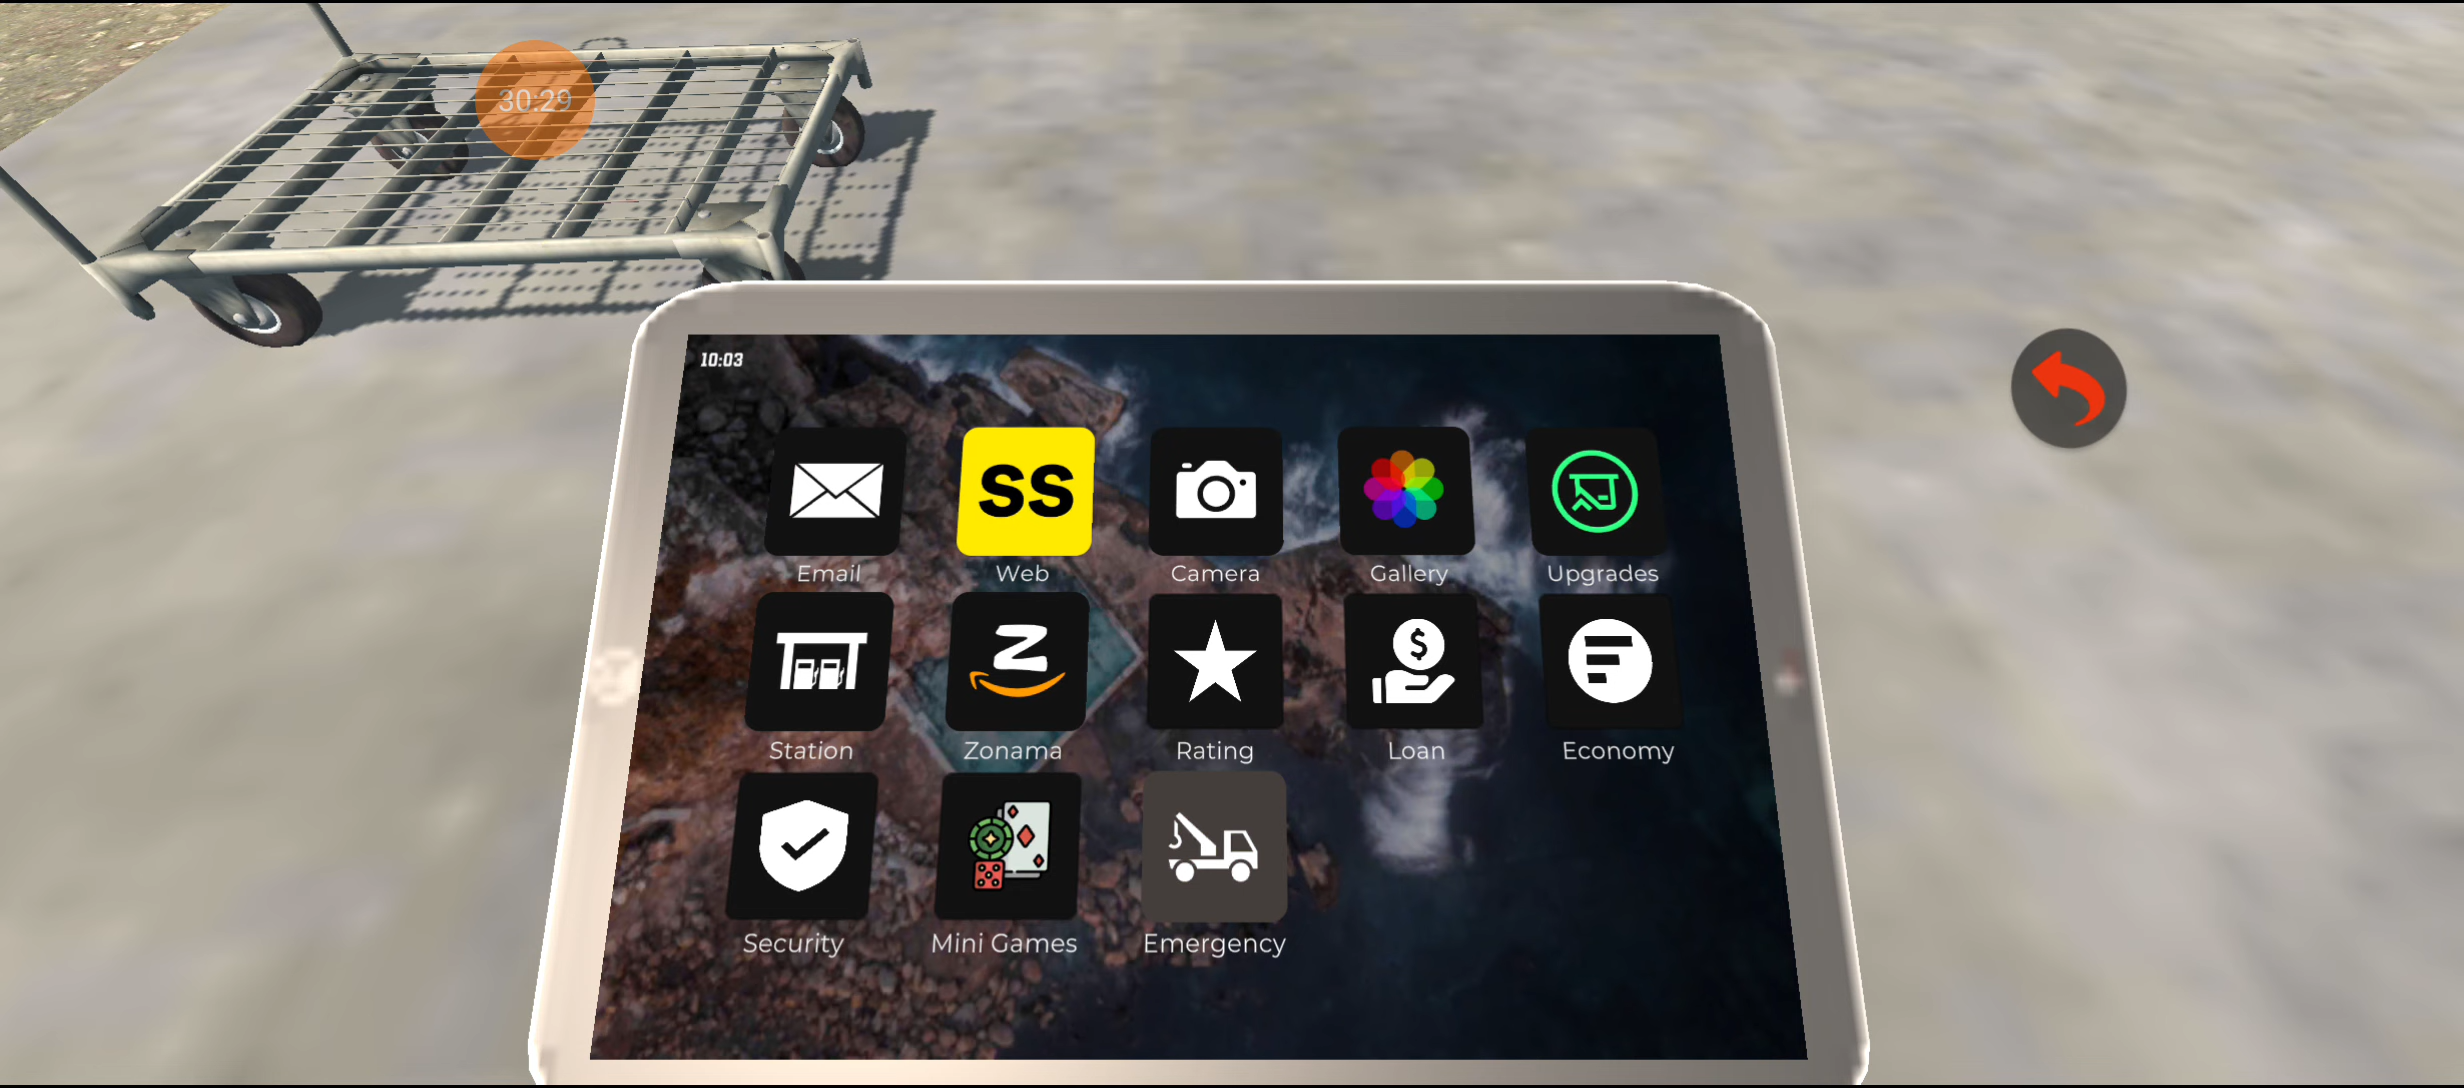 30:29
10:03
SS
Email
Web
Camera
Gallery
Upgrades
Z
$
Station
Zonama
Rating
Loan
Economy
Security
Mini Games
Emergency